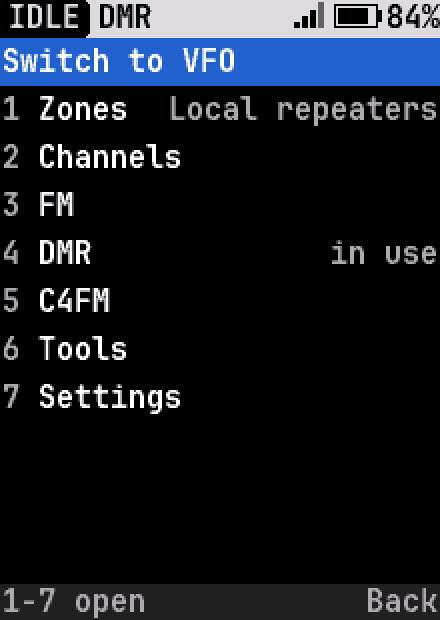 IDLE DMR 84%
Switch to VFO
1 Zones Local repeaters
2 Channels
3 FM
4 DMR in use
5 C4FM
6 Tools
7 Settings
1-7 open Back